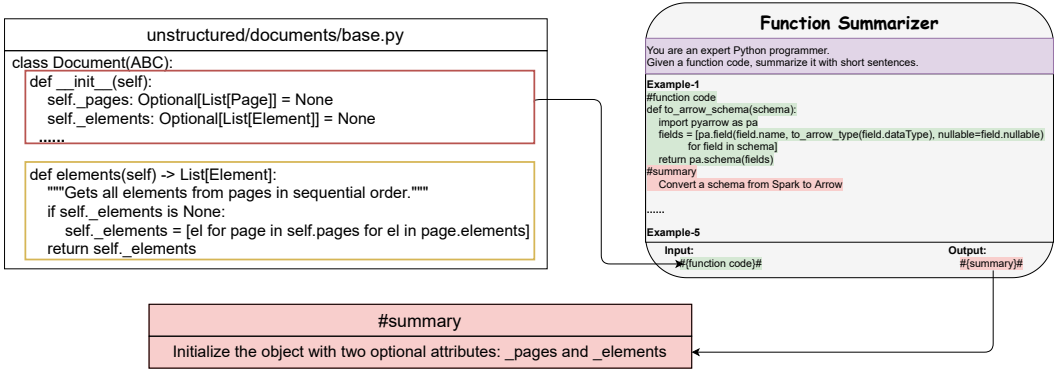 unstructured/documents/base.py
class Document(ABC):
def __init__(self):
self._pages: Optional[List[Page]] = None
self._elements: Optional[List[Element]] = None
......
def elements(self) -> List[Element]:
"""Gets all elements from pages in sequential order."""
if self._elements is None:
self._elements = [el for page in self.pages for el in page.elements]
return self._elements
Function Summarizer
You are an expert Python programmer.
Given a function code, summarize it with short sentences.
Example-1
#function code
def to_arrow_schema(schema):
import pyarrow as pa
fields = [pa.field(field.name, to_arrow_type(field.dataType), nullable=field.nullable)
for field in schema]
return pa.schema(fields)
#summary
Convert a schema from Spark to Arrow
......
Example-5
Input:
#{function code}#
Output:
#{summary}#
#summary
Initialize the object with two optional attributes: _pages and _elements